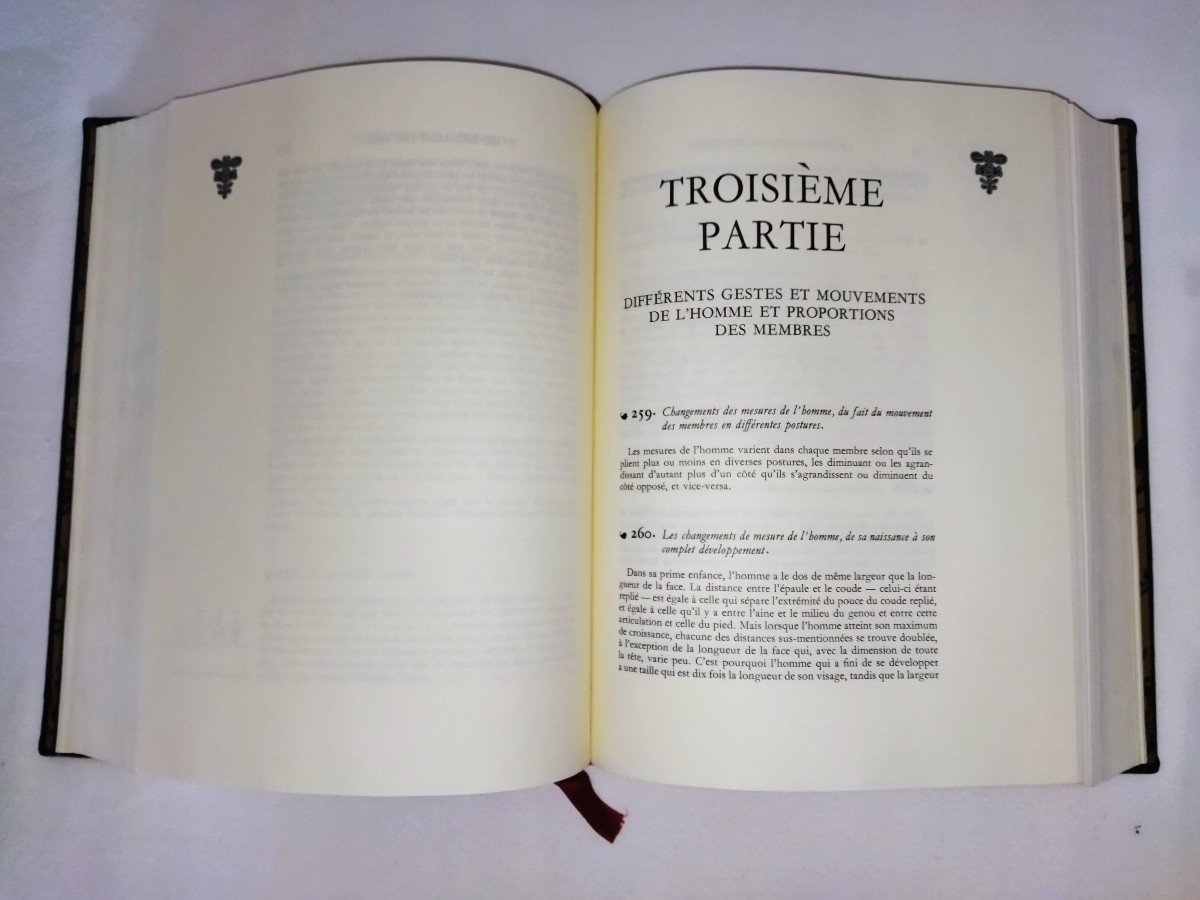 TROISIÈME
PARTIE
DIFFÉRENTS GESTES ET MOUVEMENTS
DE L'HOMME ET PROPORTIONS
DES MEMBRES
259. Changements des mesures de l'homme, du fait du mouvement
des membres en différentes postures.
Les mesures de l'homme varient dans chaque membre selon qu'ils se
plient plus ou moins en diverses postures, les diminuant ou les agran-
dissant d'autant plus d'un côté qu'ils s'agrandissent ou diminuent du
côté opposé, et vice-versa.
260. Les changements de mesure de l'homme, de sa naissance à son
complet développement.
Dans sa prime enfance, l'homme a le dos de même largeur que la lon-
gueur de la face. La distance entre l'épaule et le coude — celui-ci étant
replié — est égale à celle qui sépare l'extrémité du pouce du coude replié,
et égale à celle qu'il y a entre l'aine et le milieu du genou et entre cette
articulation et celle du pied. Mais lorsque l'homme atteint son maximum
de croissance, chacune des distances sus-mentionnées se trouve doublée,
à l'exception de la longueur de la face qui, avec la dimension de toute
la tête, varie peu. C'est pourquoi l'homme qui a fini de se développer
a une taille qui est dix fois la longueur de son visage, tandis que la largeur